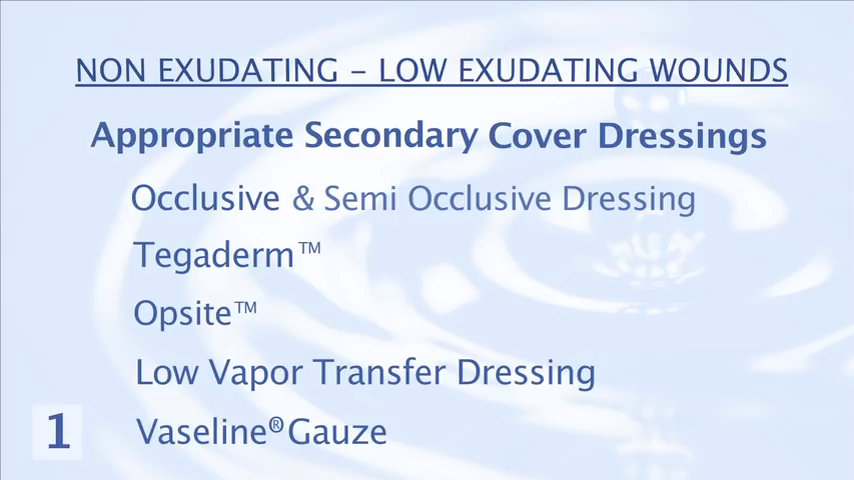 NON EXUDATING – LOW EXUDATING WOUNDS
Appropriate Secondary Cover Dressings
Occlusive & Semi Occlusive Dressing
Tegaderm™
Opsite™
Low Vapor Transfer Dressing
1 Vaseline® Gauze